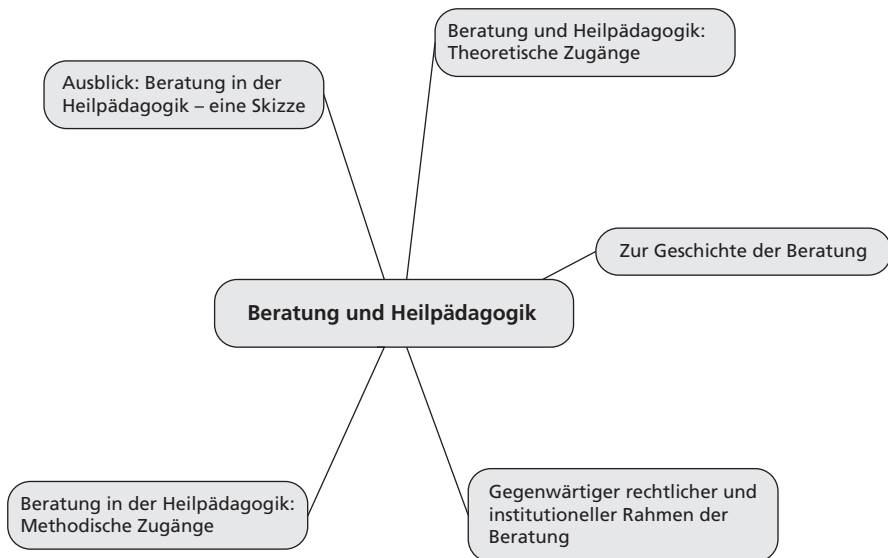 Beratung und Heilpädagogik:
Theoretische Zugänge
Ausblick: Beratung in der
Heilpädagogik – eine Skizze
Zur Geschichte der Beratung
Beratung und Heilpädagogik
Gegenwärtiger rechtlicher und
institutioneller Rahmen der
Beratung
Beratung in der Heilpädagogik:
Methodische Zugänge